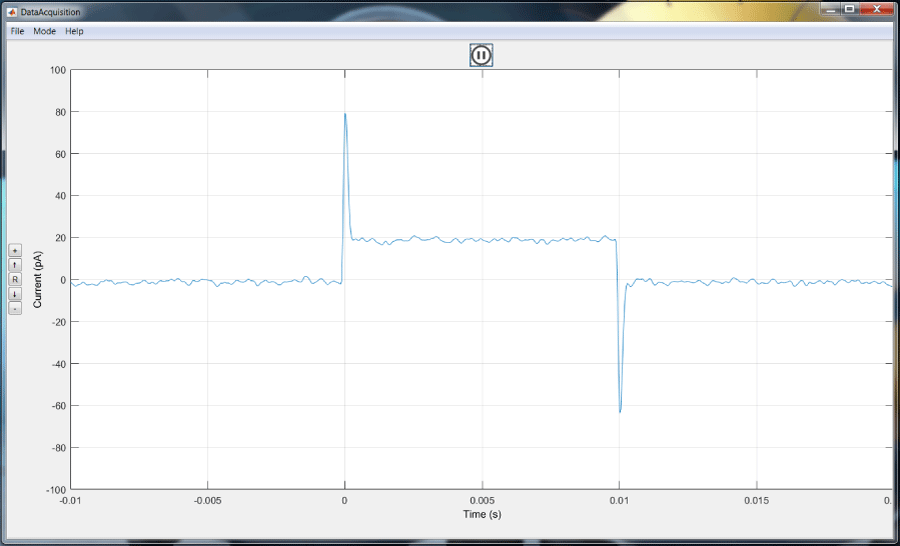 DataAcquisition
File Mode Help
100
80
60
40
20
0
-20
-40
-60
-80
-100
Current (pA)
+
↑
R
↓
-
-0.01 -0.005 0 0.005 0.01 0.015 0.
Time (s)